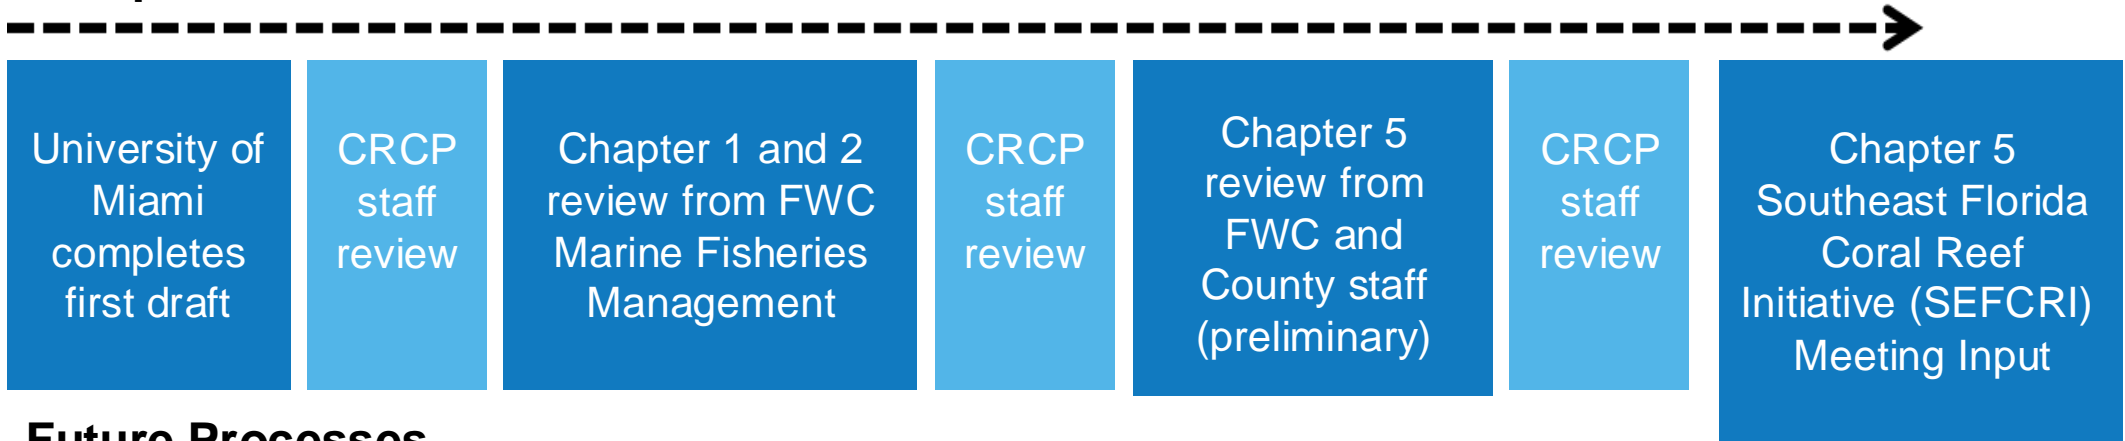 University of
Miami
completes
first draft
CRCP
staff
review
Chapter 1 and 2
review from FWC
Marine Fisheries
Management
CRCP
staff
review
Chapter 5
review from
FWC and
County staff
(preliminary)
CRCP
staff
review
Chapter 5
Southeast Florida
Coral Reef
Initiative (SEFCRI)
Meeting Input
Future Processes